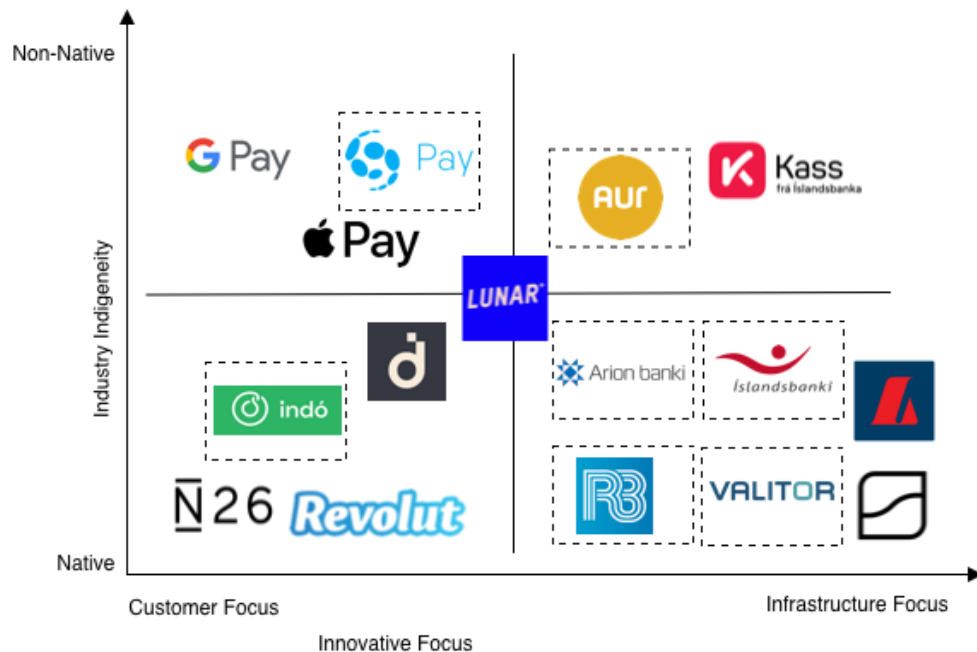 Non-Native
G Pay
Pay
AUR
Kass
frá Íslandsbanka
Pay
LUNAR
Industry Indigeneity
d
Arion banki
Íslandsbanki
indó
N26
Revolut
RB
VALITOR
Native
Customer Focus
Infrastructure Focus
Innovative Focus